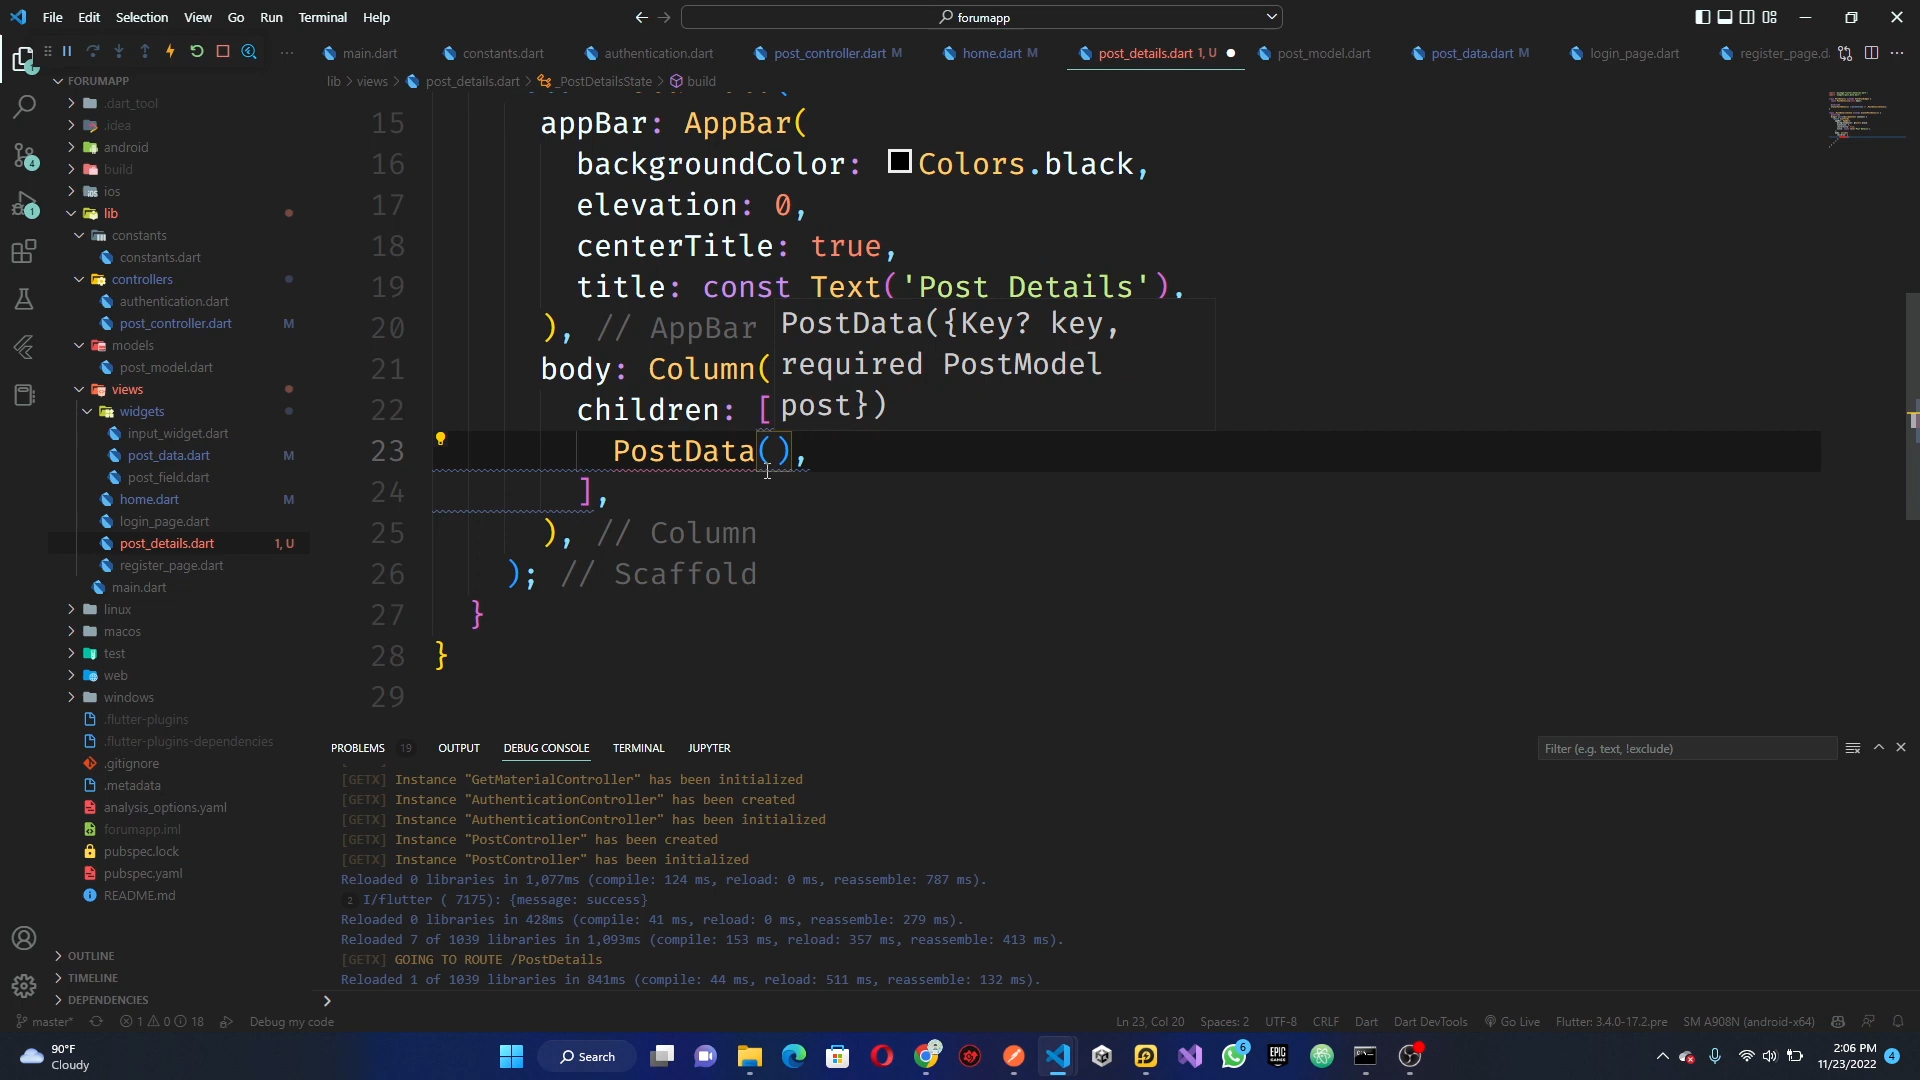 File Edit Selection View Go Run Terminal Help
forumapp
main.dart
constants.dart
authentication.dart
post_controller.dart M
home.dart M
post_details.dart 1, U
post_model.dart
post_data.dart M
login_page.dart
register_page.d
lib > views > post_details.dart > _PostDetailsState > build
FORUMAPP
.dart_tool
.idea
android
build
ios
lib
constants
constants.dart
controllers
authentication.dart
post_controller.dart M
models
post_model.dart
views
widgets
input_widget.dart
post_data.dart M
post_field.dart
home.dart M
login_page.dart
post_details.dart 1, U
register_page.dart
main.dart
linux
macos
test
web
windows
.flutter-plugins
.flutter-plugins-dependencies
.gitignore
.metadata
analysis_options.yaml
forumapp.iml
pubspec.lock
pubspec.yaml
README.md
OUTLINE
TIMELINE
DEPENDENCIES
15 appBar: AppBar(
16 backgroundColor: Colors.black,
17 elevation: 0,
18 centerTitle: true,
19 title: const Text('Post Details'),
20 ), // AppBar
21 body: Column(
22 children: [
23 PostData(),
24 ],
25 ), // Column
26 ); // Scaffold
27 }
28 }
29
PostData({Key? key,
required PostModel
post})
PROBLEMS 19 OUTPUT DEBUG CONSOLE TERMINAL JUPYTER
Filter (e.g. text, !exclude)
[GETX] Instance "GetMaterialController" has been initialized
[GETX] Instance "AuthenticationController" has been created
[GETX] Instance "AuthenticationController" has been initialized
[GETX] Instance "PostController" has been created
[GETX] Instance "PostController" has been initialized
Reloaded 0 libraries in 1,077ms (compile: 124 ms, reload: 0 ms, reassemble: 787 ms).
2 I/flutter ( 7175): {message: success}
Reloaded 0 libraries in 428ms (compile: 41 ms, reload: 0 ms, reassemble: 279 ms).
Reloaded 7 of 1039 libraries in 1,093ms (compile: 153 ms, reload: 357 ms, reassemble: 413 ms).
[GETX] GOING TO ROUTE /PostDetails
Reloaded 1 of 1039 libraries in 841ms (compile: 44 ms, reload: 511 ms, reassemble: 132 ms).
master* 1 0 18 Debug my code
Ln 23, Col 20 Spaces: 2 UTF-8 CRLF Dart Dart DevTools Go Live Flutter: 3.4.0-17.2.pre SM A908N (android-x64)
90°F
Cloudy
Search
2:06 PM
11/23/2022